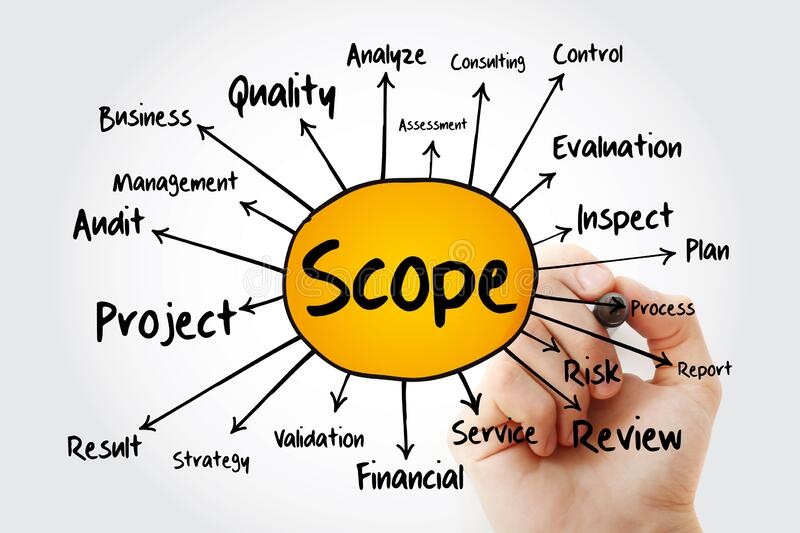 Analyze
Consulting
Control
Quality
Business
Assessment
Evaluation
Management
Audit
Inspect
Plan
Scope
Project
Process
Risk
Report
Result
Strategy
Validation
Financial
Service
Review
dreamstime